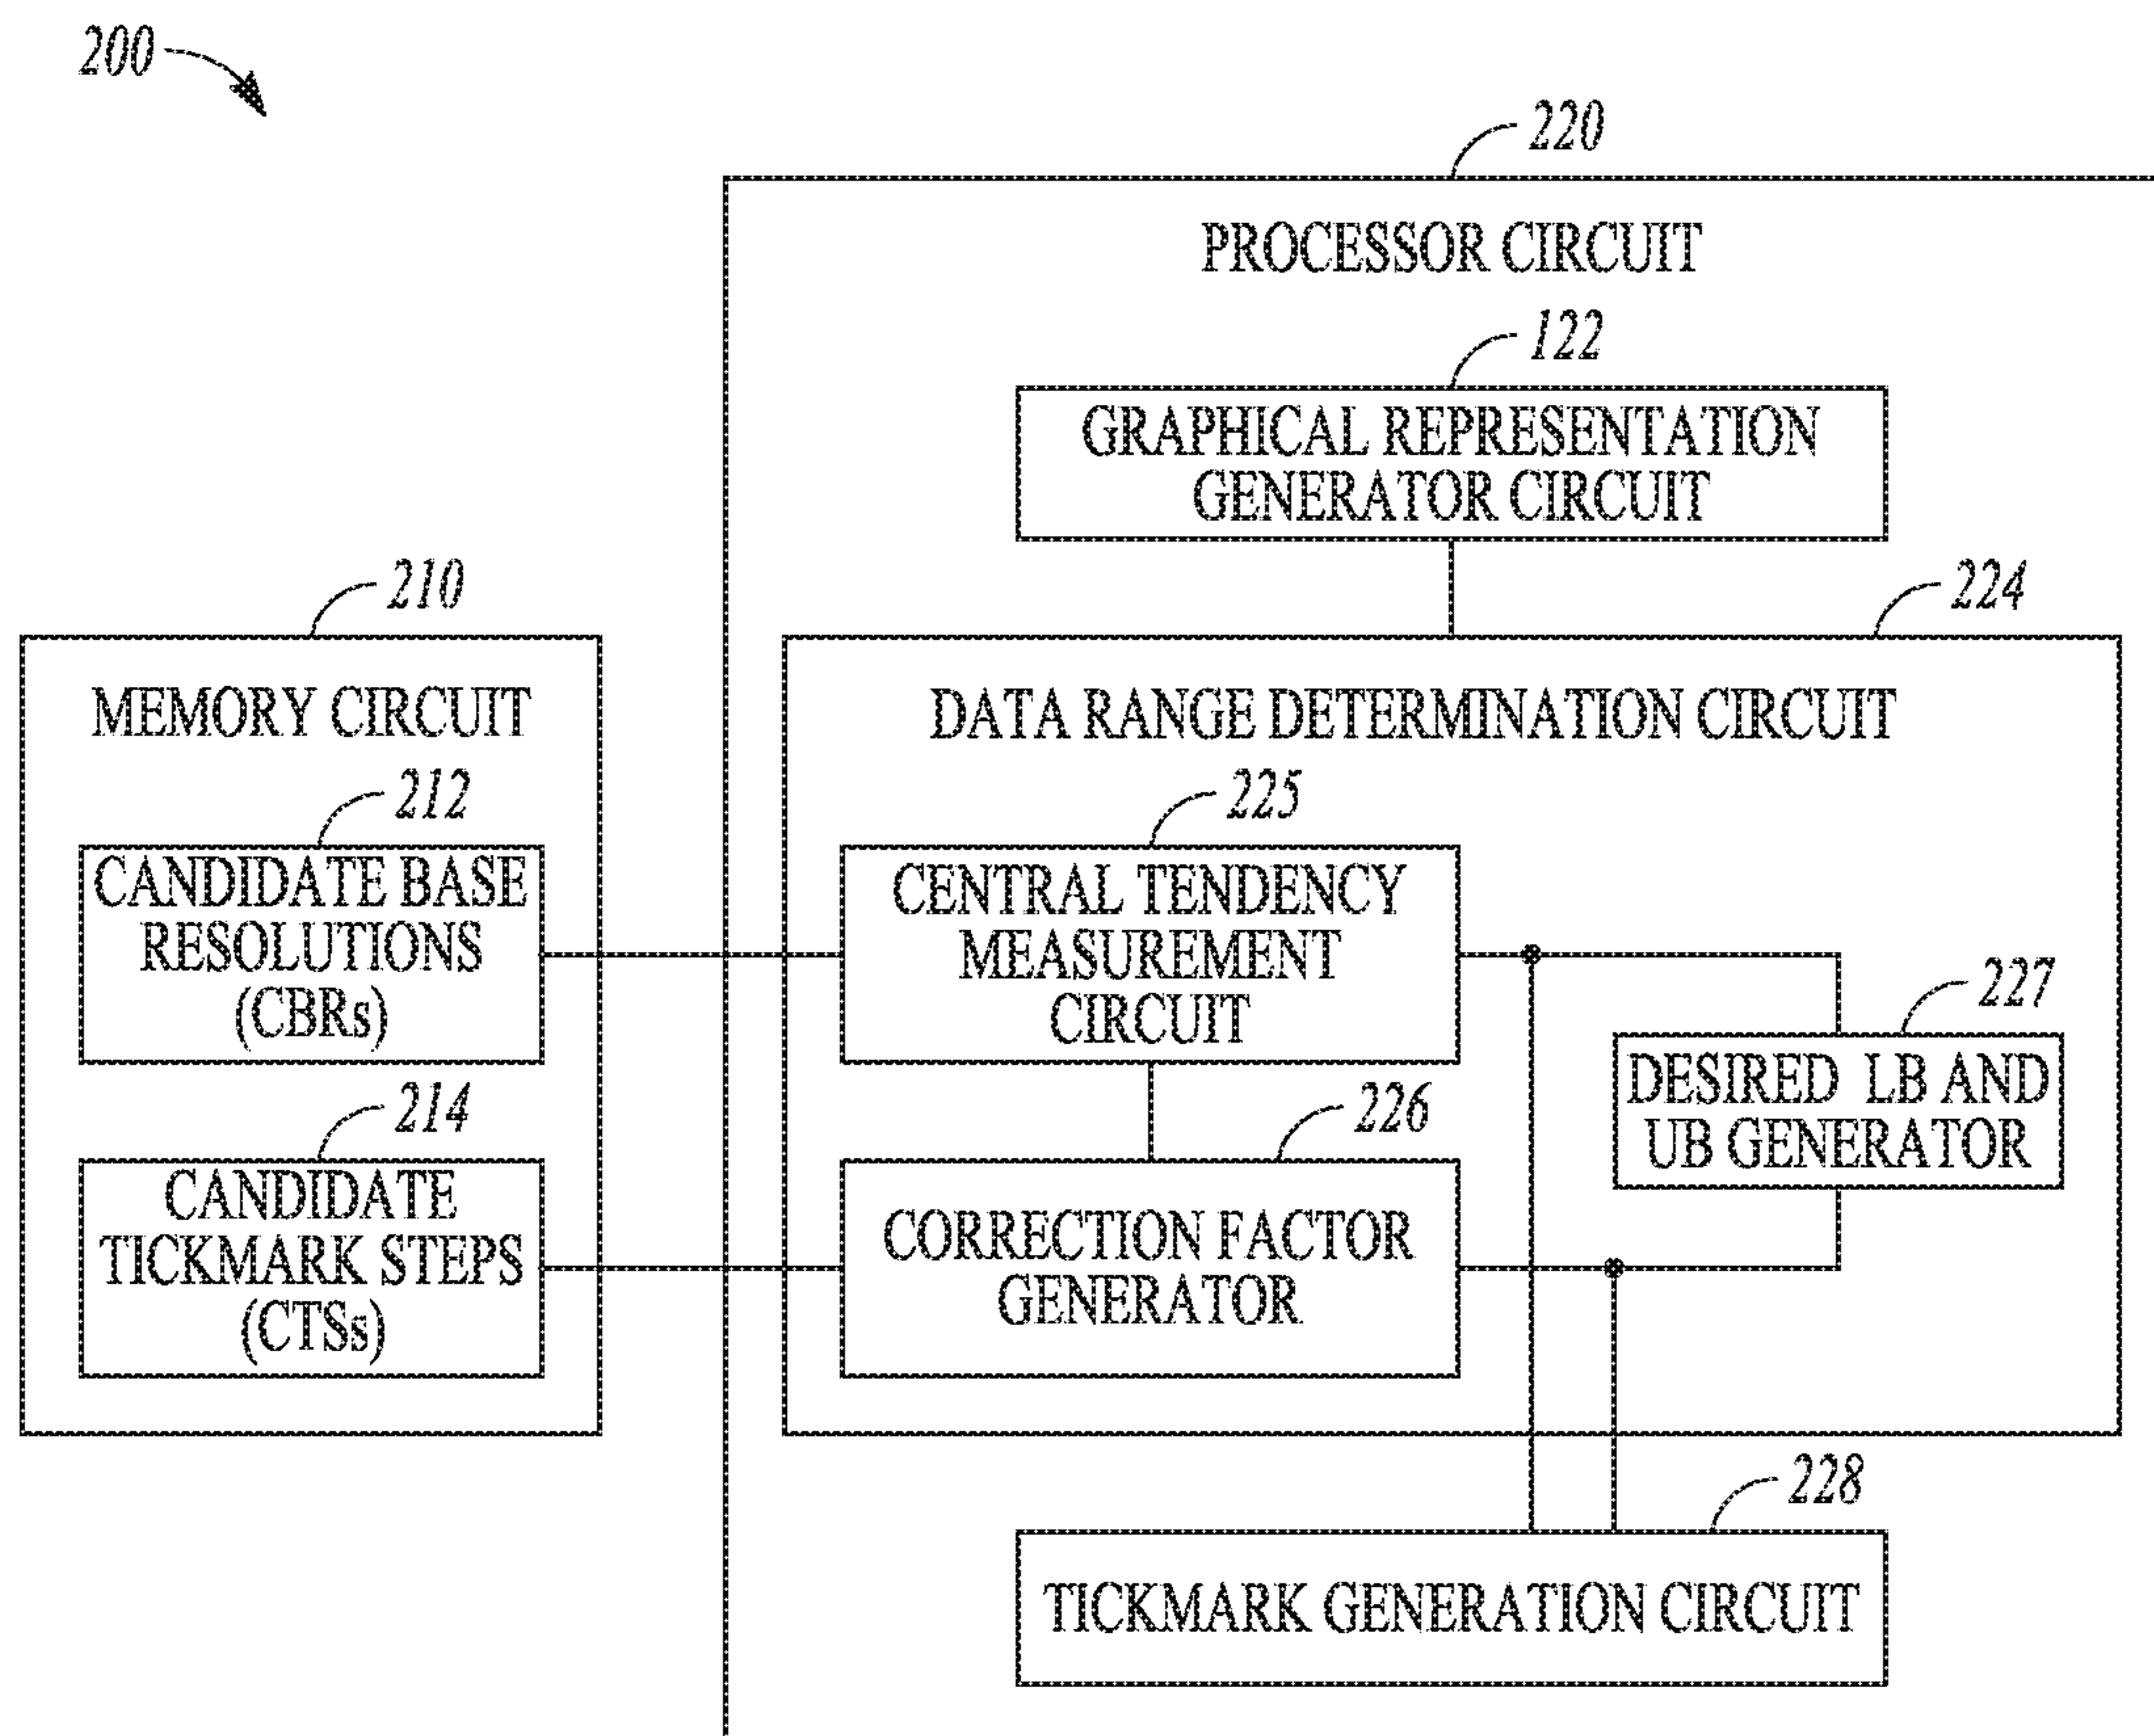 200
220
PROCESSOR CIRCUIT
122
GRAPHICAL REPRESENTATION
GENERATOR CIRCUIT
210
224
MEMORY CIRCUIT
DATA RANGE DETERMINATION CIRCUIT
212
225
CANDIDATE BASE
RESOLUTIONS
(CBRs)
CENTRAL TENDENCY
MEASUREMENT
CIRCUIT
227
DESIRED LB AND
UB GENERATOR
214
226
CANDIDATE
TICKMARK STEPS
(CTSs)
CORRECTION FACTOR
GENERATOR
228
TICKMARK GENERATION CIRCUIT